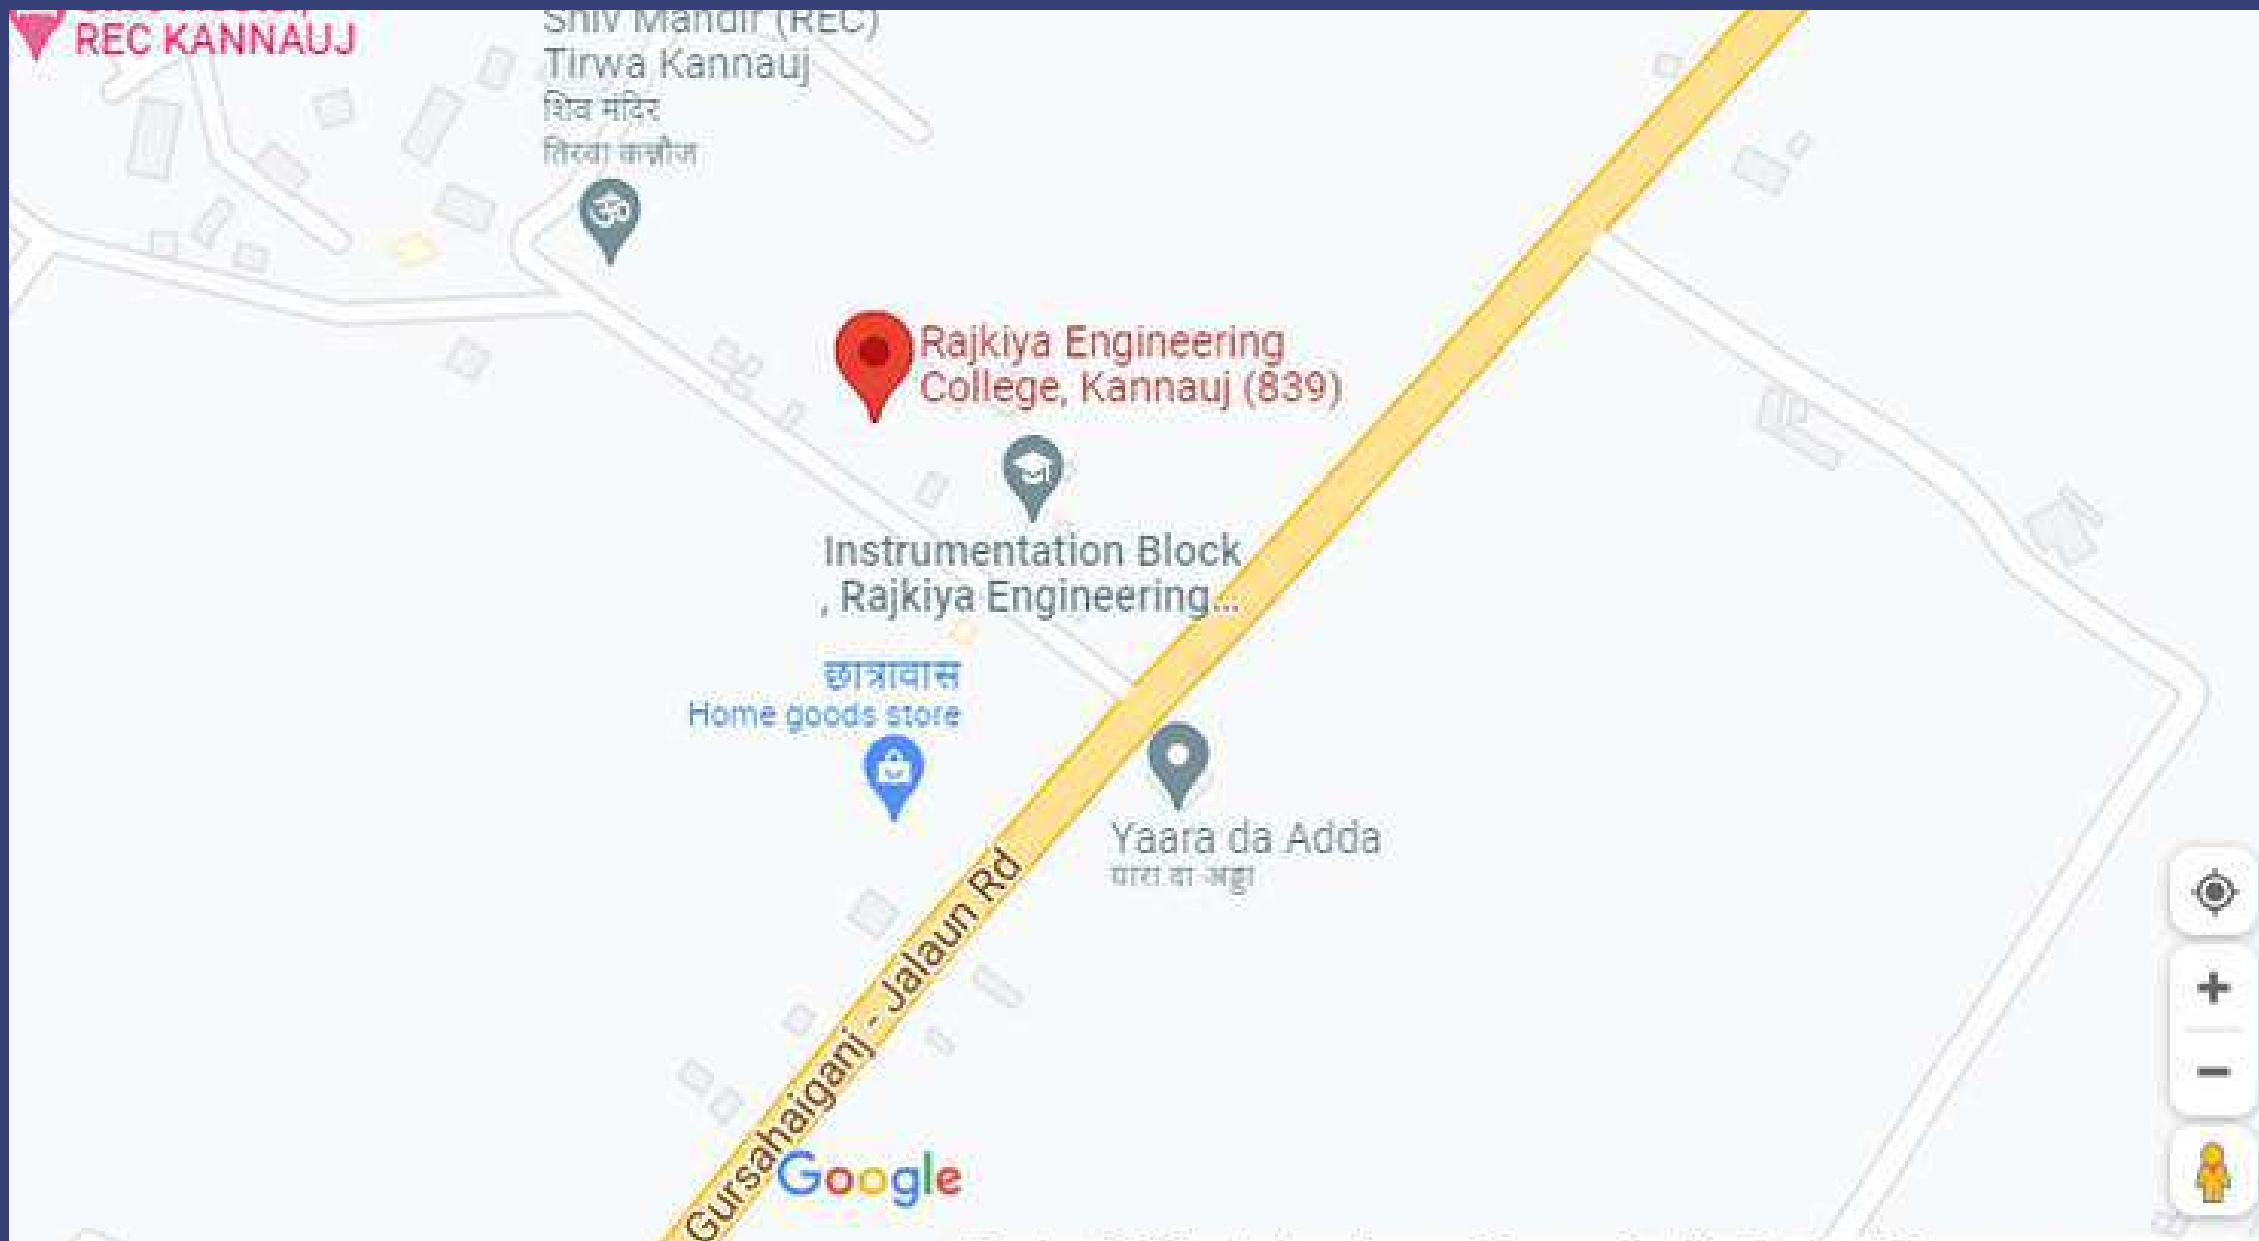 REC KANNAUJ
Shiv Mandir (REC)
Tirwa Kannauj
शिव मंदिर
तिरवा कन्नौज
Rajkiya Engineering
College, Kannauj (839)
Instrumentation Block
, Rajkiya Engineering...
छात्रावास
Home goods store
Yaara da Adda
यारा दा अड्डा
Gursahaiganj - Jalaun Rd
Google